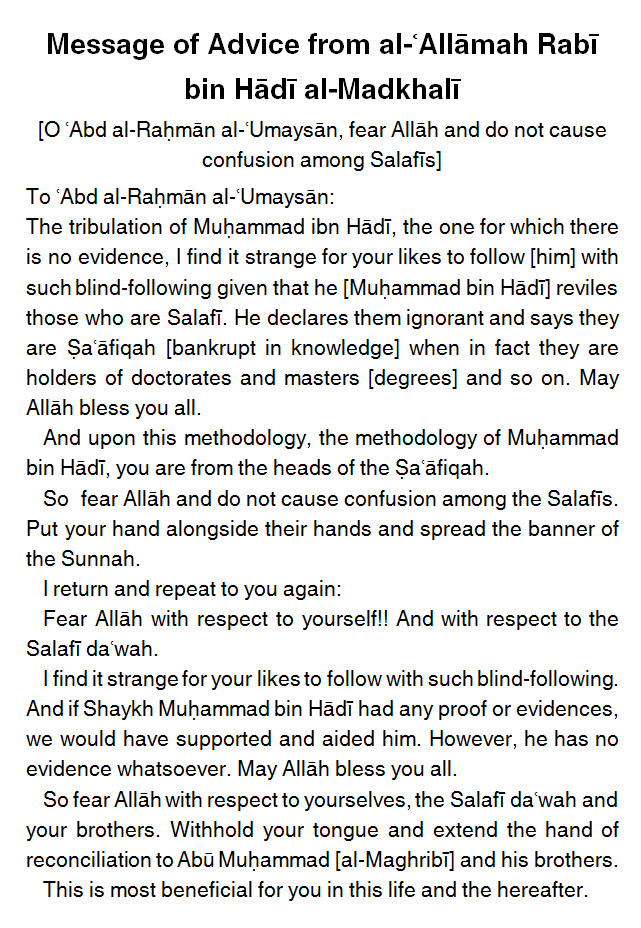 Message of Advice from al-ʿAllāmah Rabī
bin Hādī al-Madkhalī
[O ʿAbd al-Raḥmān al-ʿUmaysān, fear Allāh and do not cause
confusion among Salafīs]
To ʿAbd al-Raḥmān al-ʿUmaysān:
The tribulation of Muḥammad ibn Hādī, the one for which there
is no evidence, I find it strange for your likes to follow [him] with
such blind-following given that he [Muḥammad bin Hādī] reviles
those who are Salafī. He declares them ignorant and says they
are Ṣaʿāfiqah [bankrupt in knowledge] when in fact they are
holders of doctorates and masters [degrees] and so on. May
Allāh bless you all.
And upon this methodology, the methodology of Muḥammad
bin Hādī, you are from the heads of the Ṣaʿāfiqah.
So fear Allāh and do not cause confusion among the Salafīs.
Put your hand alongside their hands and spread the banner of
the Sunnah.
I return and repeat to you again:
Fear Allāh with respect to yourself!! And with respect to the
Salafī daʿwah.
I find it strange for your likes to follow with such blind-following.
And if Shaykh Muḥammad bin Hādī had any proof or evidences,
we would have supported and aided him. However, he has no
evidence whatsoever. May Allāh bless you all.
So fear Allāh with respect to yourselves, the Salafī daʿwah and
your brothers. Withhold your tongue and extend the hand of
reconciliation to Abū Muḥammad [al-Maghribī] and his brothers.
This is most beneficial for you in this life and the hereafter.